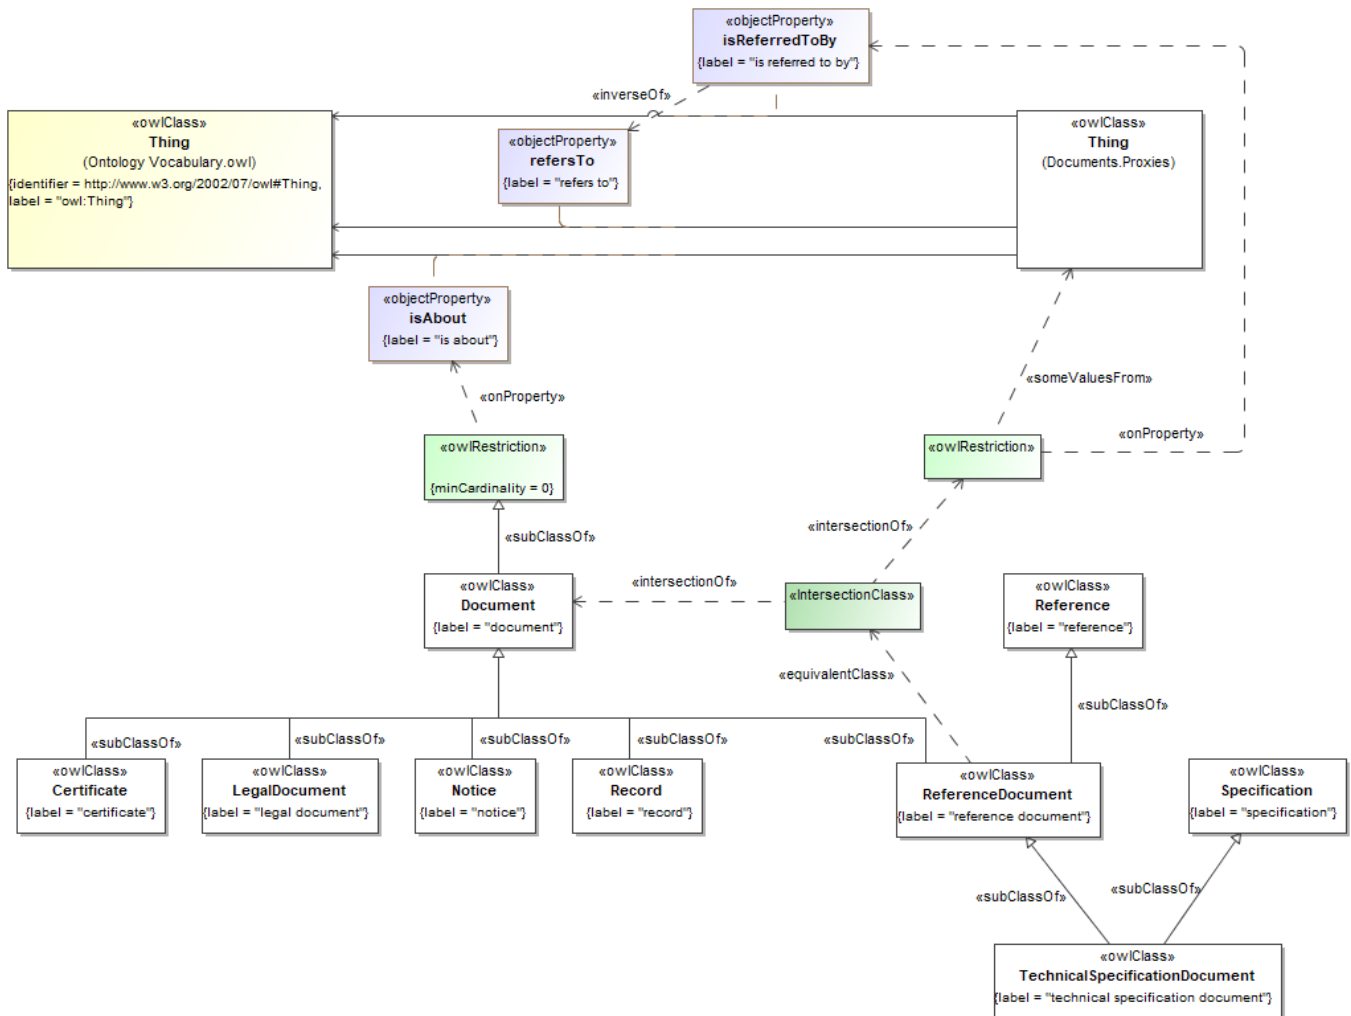 «objectProperty»
isReferredToBy
{label = "is referred to by"}
«inverseOf»
«owlClass»
Thing
(Ontology Vocabulary.owl)
{identifier = http://www.w3.org/2002/07/owl#Thing,
label = "owl:Thing"}
«objectProperty»
refersTo
{label = "refers to"}
«owlClass»
Thing
(Documents.Proxies)
«objectProperty»
isAbout
{label = "is about"}
«someValuesFrom»
«onProperty»
«onProperty»
«owlRestriction»
{minCardinality = 0}
«owlRestriction»
«intersectionOf»
«subClassOf»
«owlClass»
Document
{label = "document"}
«intersectionOf»
«IntersectionClass»
«owlClass»
Reference
{label = "reference"}
«equivalentClass»
«subClassOf»
«subClassOf»
«subClassOf»
«subClassOf»
«subClassOf»
«subClassOf»
«owlClass»
Certificate
{label = "certificate"}
«owlClass»
LegalDocument
{label = "legal document"}
«owlClass»
Notice
{label = "notice"}
«owlClass»
Record
{label = "record"}
«owlClass»
ReferenceDocument
{label = "reference document"}
«owlClass»
Specification
{label = "specification"}
«subClassOf»
«subClassOf»
«owlClass»
TechnicalSpecificationDocument
{label = "technical specification document"}